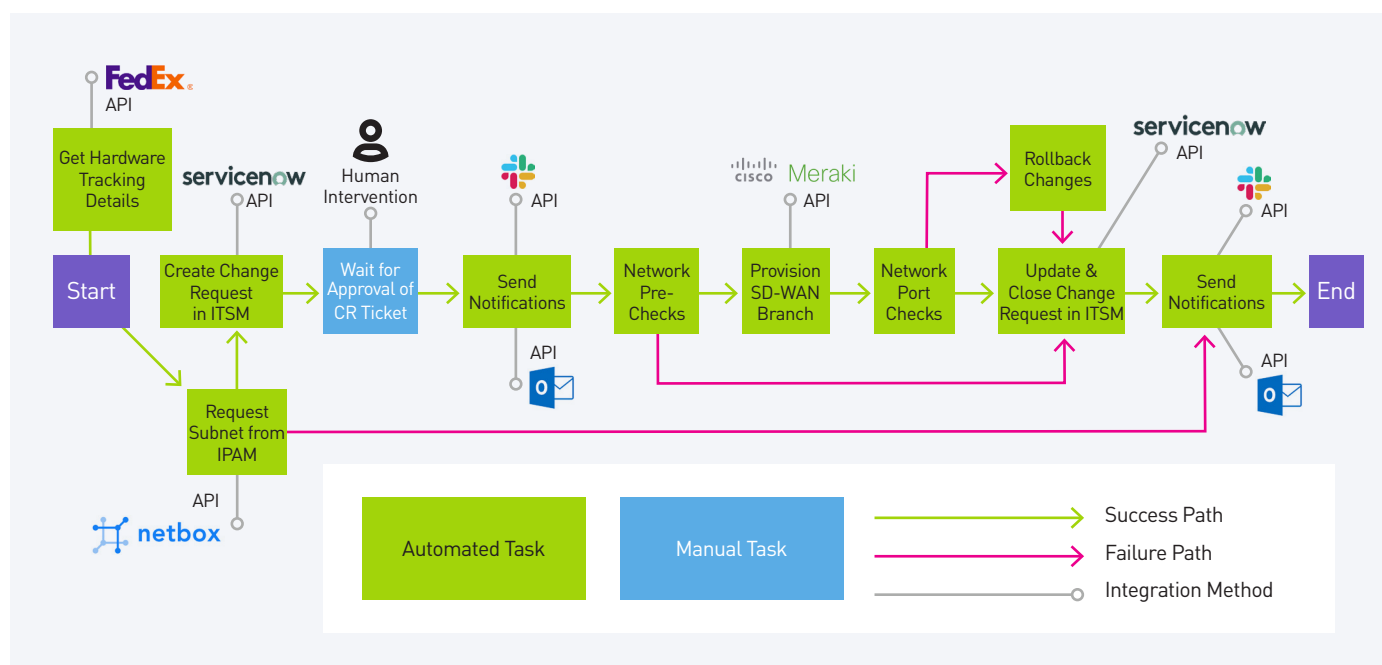 FedEx®
API
Get Hardware
Tracking
Details
Start
servicenow
API
Create Change
Request
in ITSM
Human
Intervention
Wait for
Approval of
CR Ticket
API
Send
Notifications
API
O
Network
Pre-
Checks
cisco Meraki
API
Provision
SD-WAN
Branch
Network
Port
Checks
Rollback
Changes
servicenow
API
Update &
Close Change
Request in ITSM
API
Send
Notifications
API
O
End
Request
Subnet from
IPAM
API
netbox
Automated Task
Manual Task
Success Path
Failure Path
Integration Method